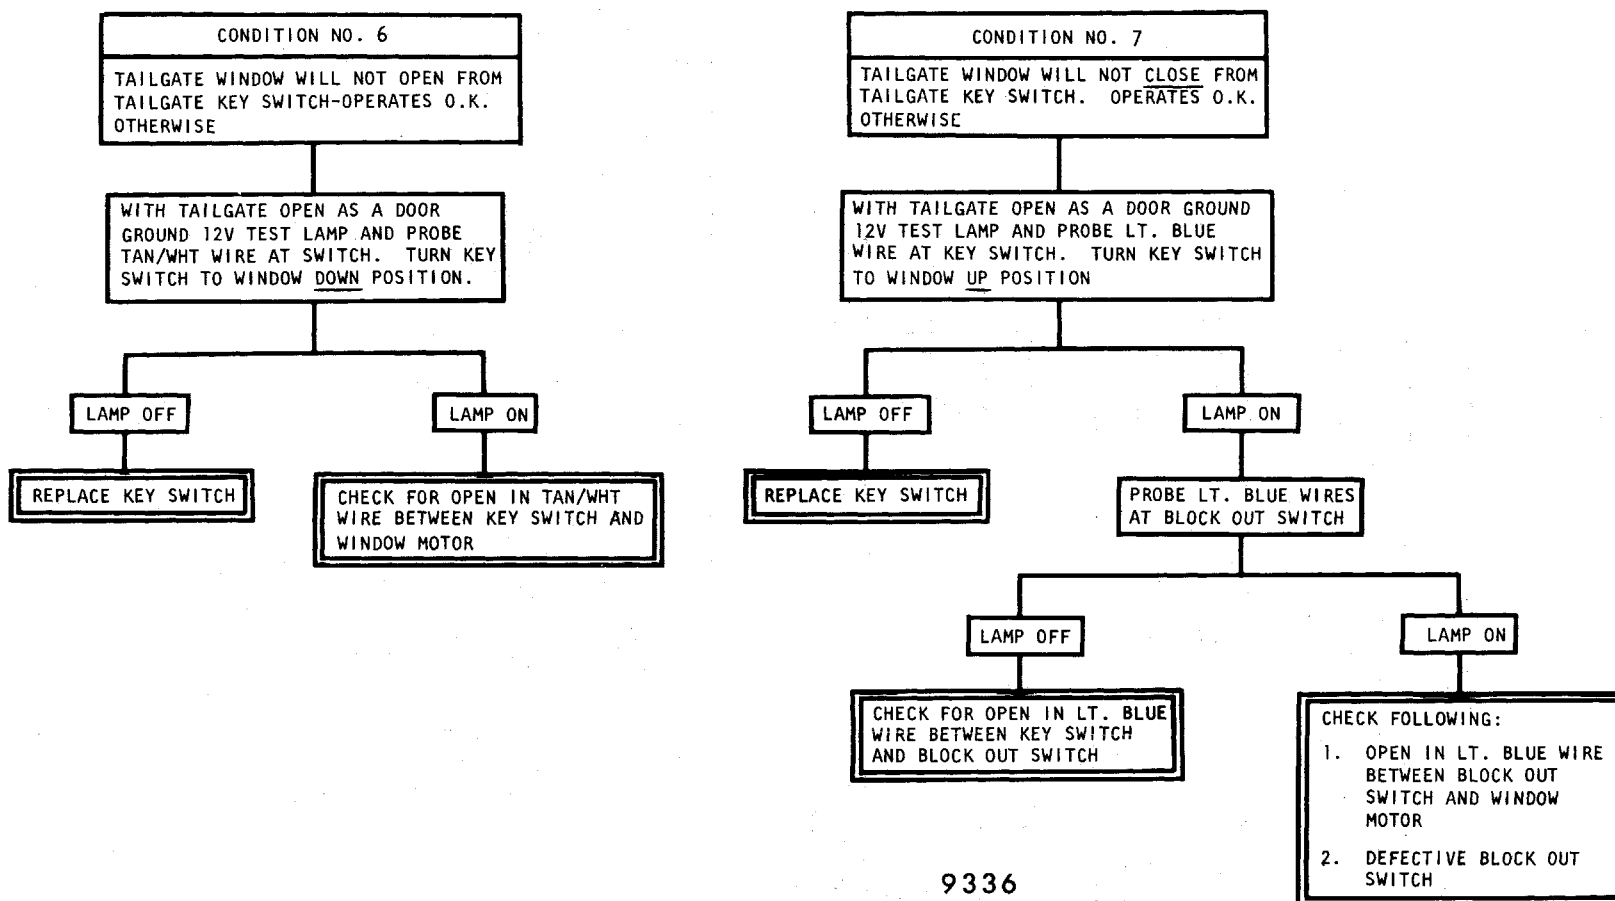 CONDITION NO. 6
TAILGATE WINDOW WILL NOT OPEN FROM
TAILGATE KEY SWITCH-OPERATES O.K.
OTHERWISE
WITH TAILGATE OPEN AS A DOOR
GROUND 12V TEST LAMP AND PROBE
TAN/WHT WIRE AT SWITCH. TURN KEY
SWITCH TO WINDOW DOWN POSITION.
LAMP OFF
LAMP ON
REPLACE KEY SWITCH
CHECK FOR OPEN IN TAN/WHT
WIRE BETWEEN KEY SWITCH AND
WINDOW MOTOR
CONDITION NO. 7
TAILGATE WINDOW WILL NOT CLOSE FROM
TAILGATE KEY SWITCH. OPERATES O.K.
OTHERWISE
WITH TAILGATE OPEN AS A DOOR GROUND
12V TEST LAMP AND PROBE LT. BLUE
WIRE AT KEY SWITCH. TURN KEY SWITCH
TO WINDOW UP POSITION
LAMP OFF
LAMP ON
REPLACE KEY SWITCH
PROBE LT. BLUE WIRES
AT BLOCK OUT SWITCH
LAMP OFF
LAMP ON
CHECK FOR OPEN IN LT. BLUE
WIRE BETWEEN KEY SWITCH
AND BLOCK OUT SWITCH
CHECK FOLLOWING:
1. OPEN IN LT. BLUE WIRE
BETWEEN BLOCK OUT
SWITCH AND WINDOW
MOTOR
2. DEFECTIVE BLOCK OUT
SWITCH
9336